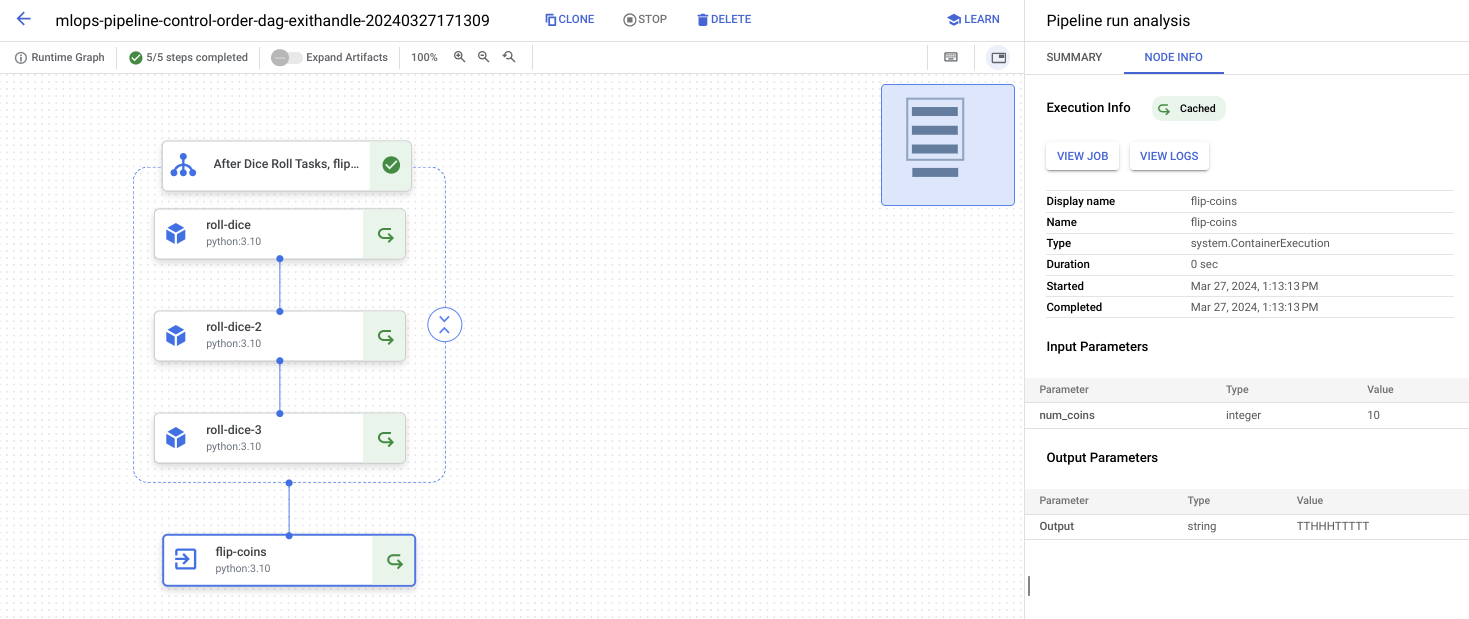 mlops-pipeline-control-order-dag-exithandle-20240327171309
CLONE
STOP
DELETE
LEARN
Runtime Graph
5/5 steps completed
Expand Artifacts
100%
After Dice Roll Tasks, flip...
roll-dice
python:3.10
roll-dice-2
python:3.10
roll-dice-3
python:3.10
flip-coins
python:3.10
Pipeline run analysis
SUMMARY
NODE INFO
Execution Info
Cached
VIEW JOB
VIEW LOGS
Display name flip-coins
Name flip-coins
Type system.ContainerExecution
Duration 0 sec
Started Mar 27, 2024, 1:13:13 PM
Completed Mar 27, 2024, 1:13:13 PM
Input Parameters
Parameter Type Value
num_coins integer 10
Output Parameters
Parameter Type Value
Output string TTHHHTTTTT